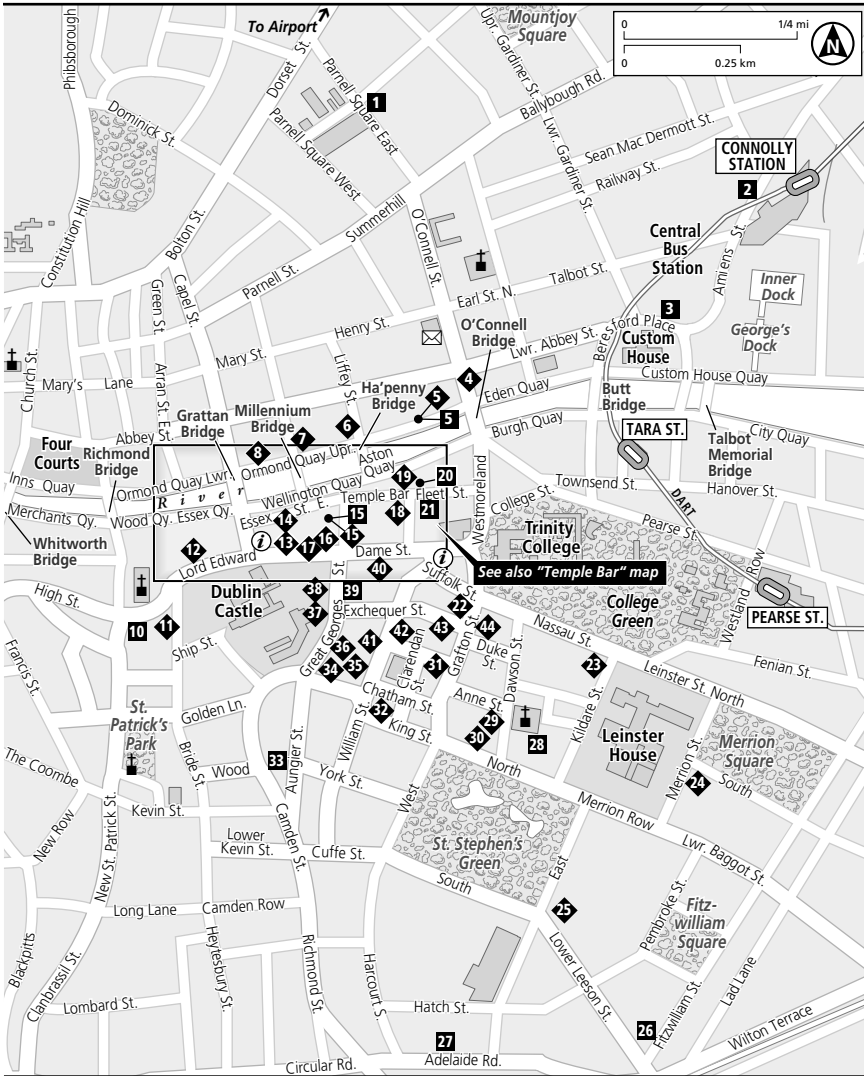 To Airport
Phibsborough
Dorset St.
Mountjoy
Square
Upr. Gardiner St.
0
1/4 mi
0
0.25 km
N
1
Parnell Square East
Parnell Square West
Dominick St.
Ballybough Rd.
Lwr. Gardiner St.
Sean Mac Dermott St.
Railway St.
CONNOLLY
STATION
2
Constitution Hill
Bolton St.
Summerhill
O'Connell St.
Central
Bus
Station
Amiens St.
Capel St.
Green St.
Parnell St.
Talbot St.
Earl St. N.
Inner
Dock
3
Beresford Place
Custom
House
George's
Dock
Henry St.
O'Connell
Bridge
Lwr. Abbey St.
Mary St.
Liffey St.
Church St.
Mary's Lane
Arran St. E.
Ha'penny
Bridge
4
5
5
Eden Quay
Custom House Quay
Butt
Bridge
Grattan
Bridge
Millennium
Bridge
6
7
8
Burgh Quay
TARA ST.
Talbot
Memorial
Bridge
City Quay
Abbey St.
Four
Courts
Richmond
Bridge
Ormond Quay Upr.
Aston
Quay
Inns Quay
Ormond Quay Lwr.
River
Wellington Quay
19
20
Westmoreland
Townsend St.
Hanover St.
Merchants Qy.
Wood Qy.
Essex Qy.
Essex St. E.
Temple Bar
Fleet St.
College St.
DART
14
15
18
21
Trinity
College
Pearse St.
Whitworth
Bridge
12
i
13
17
16
15
Lord Edward
Dame St.
i
See also "Temple Bar" map
40
St.
Suffolk St.
PEARSE ST.
High St.
Dublin
Castle
38
39
37
Exchequer St.
22
College
Green
Westland Row
10
11
Ship St.
Great Georges
36
41
42
43
44
Grafton St.
Clarendan
St.
Duke
St.
Nassau St.
Francis St.
34
35
31
Dawson St.
23
Fenian St.
Leinster St. North
St.
Patrick's
Park
Golden Ln.
Chatham St.
Anne St.
Kildare St.
32
29
30
28
William St.
King St.
Leinster
House
Merrion St.
Merrion
Square
Bride St.
The Coombe
Wood
33
Aungier St.
York St.
North
24
South
West
Kevin St.
Merrion Row
New Row
New St. Patrick St.
Camden St.
Lower
Kevin St.
Cuffe St.
St. Stephen's
Green
East
Lwr. Baggot St.
South
Long Lane
Camden Row
25
Pembroke St.
Fitz-
william
Square
Blackpitts
Clanbrassil St.
Heytesbury St.
Richmond St.
Harcourt S.
Lower Leeson St.
Lad Lane
Lombard St.
Hatch St.
26
Fitzwilliam St.
Wilton Terrace
27
Adelaide Rd.
Circular Rd.